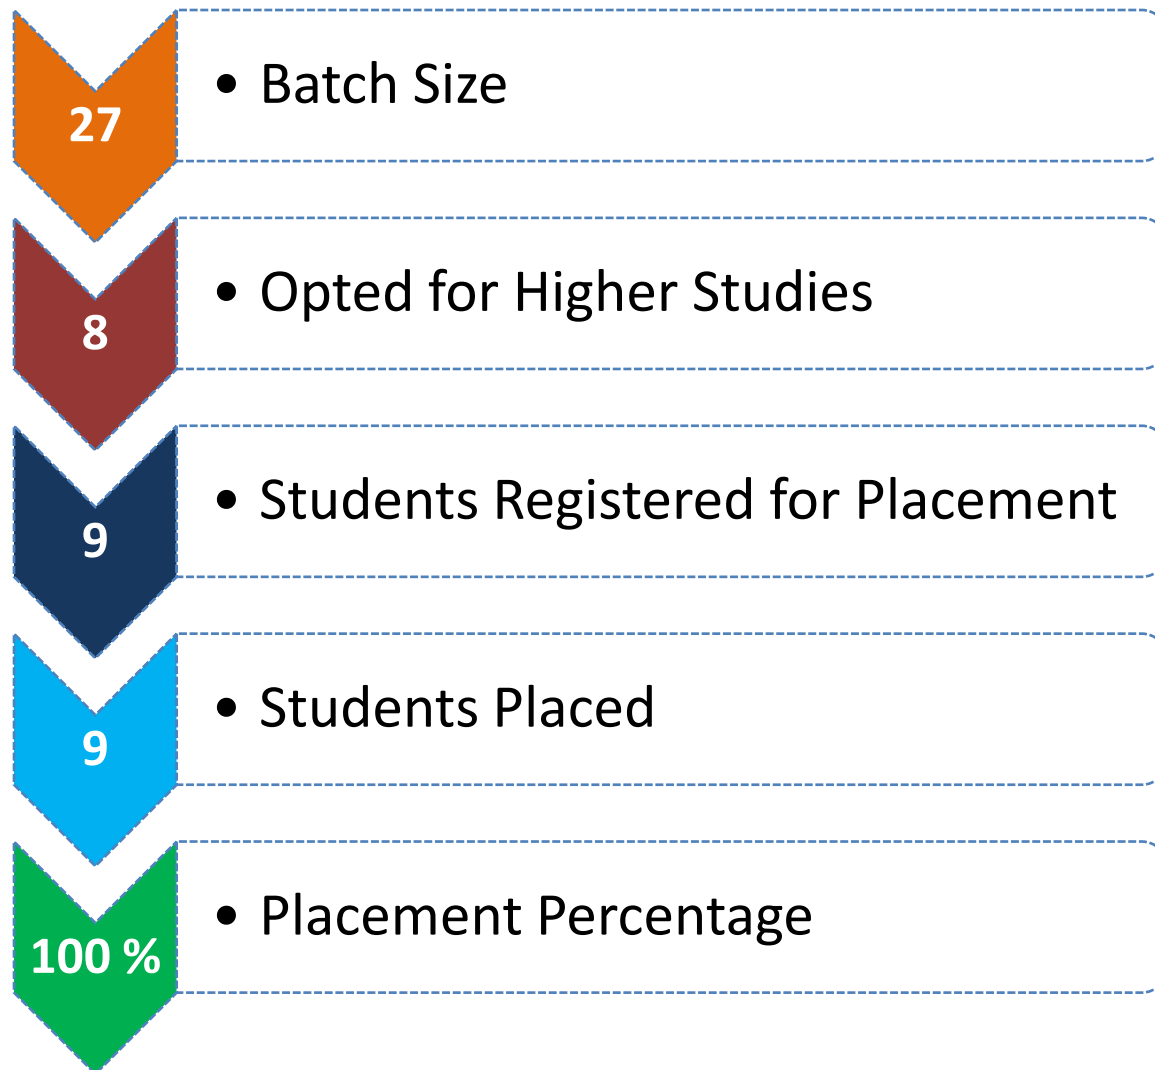 27
• Batch Size
8
• Opted for Higher Studies
9
• Students Registered for Placement
9
• Students Placed
100 %
• Placement Percentage